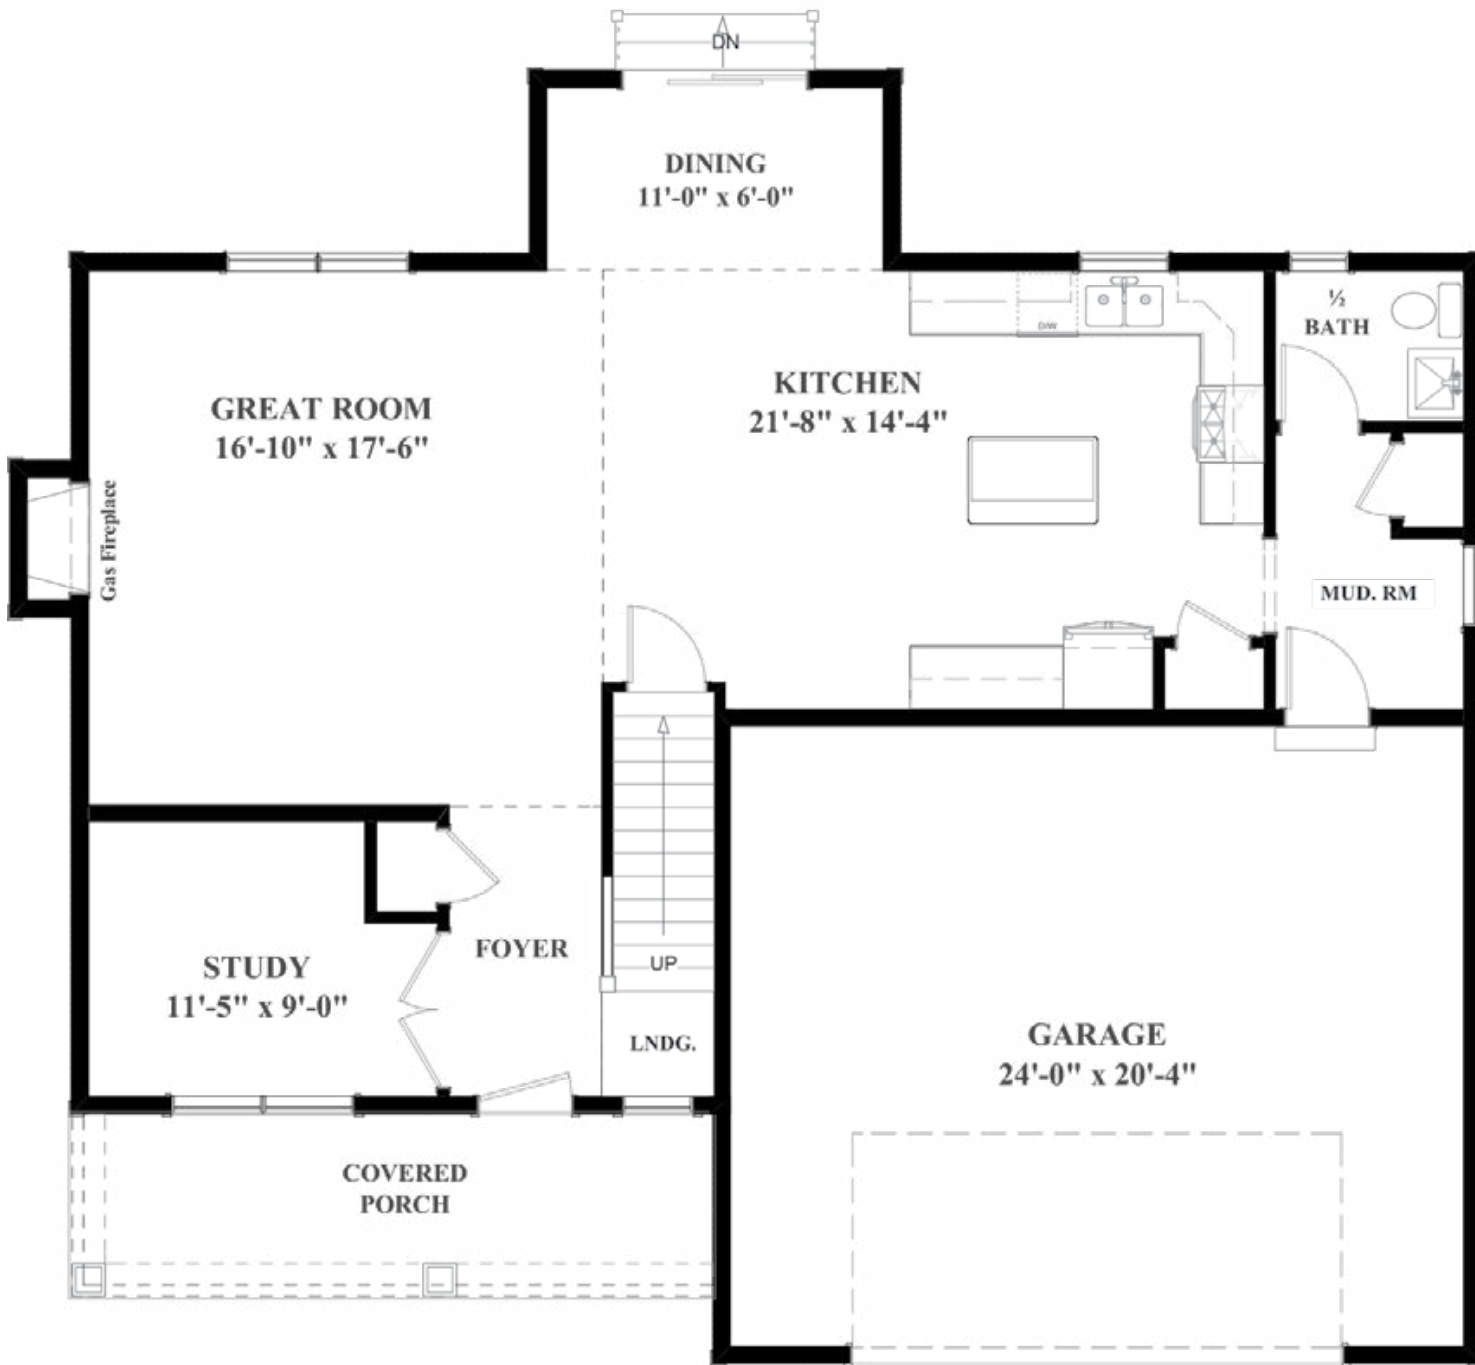 DN
DINING
11'-0" x 6'-0"
½
BATH
D/W
KITCHEN
21'-8" x 14'-4"
GREAT ROOM
16'-10" x 17'-6"
Gas Fireplace
MUD. RM
FOYER
UP
STUDY
11'-5" x 9'-0"
LNDG.
GARAGE
24'-0" x 20'-4"
COVERED
PORCH